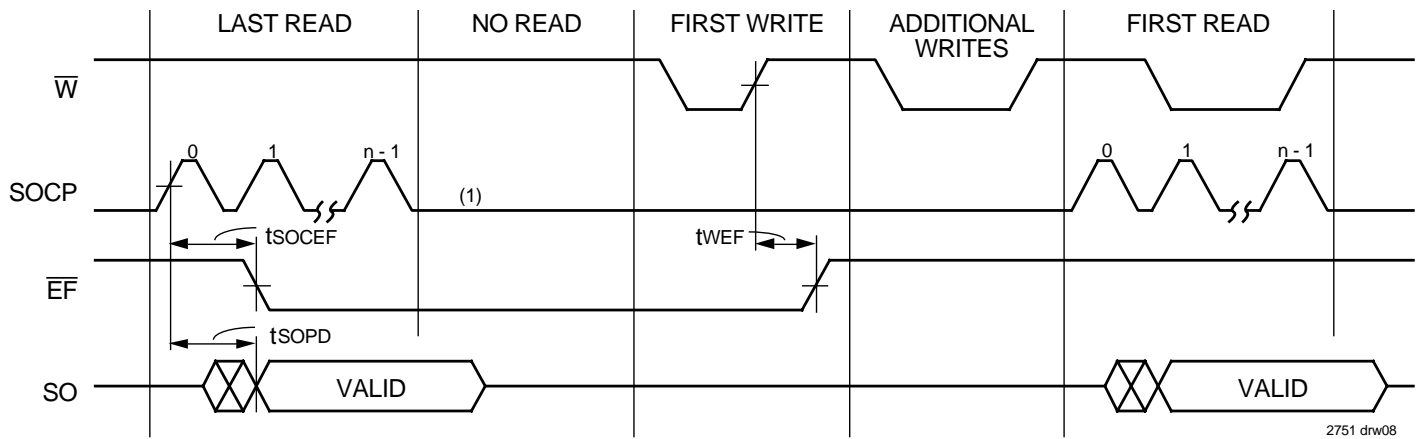 LAST READ NO READ FIRST WRITE ADDITIONAL WRITES FIRST READ
W
0 1 n - 1 0 1 n - 1
SOCP (1)
tSOCEF tWEF
EF
tSOPD
SO VALID VALID
2751 drw08